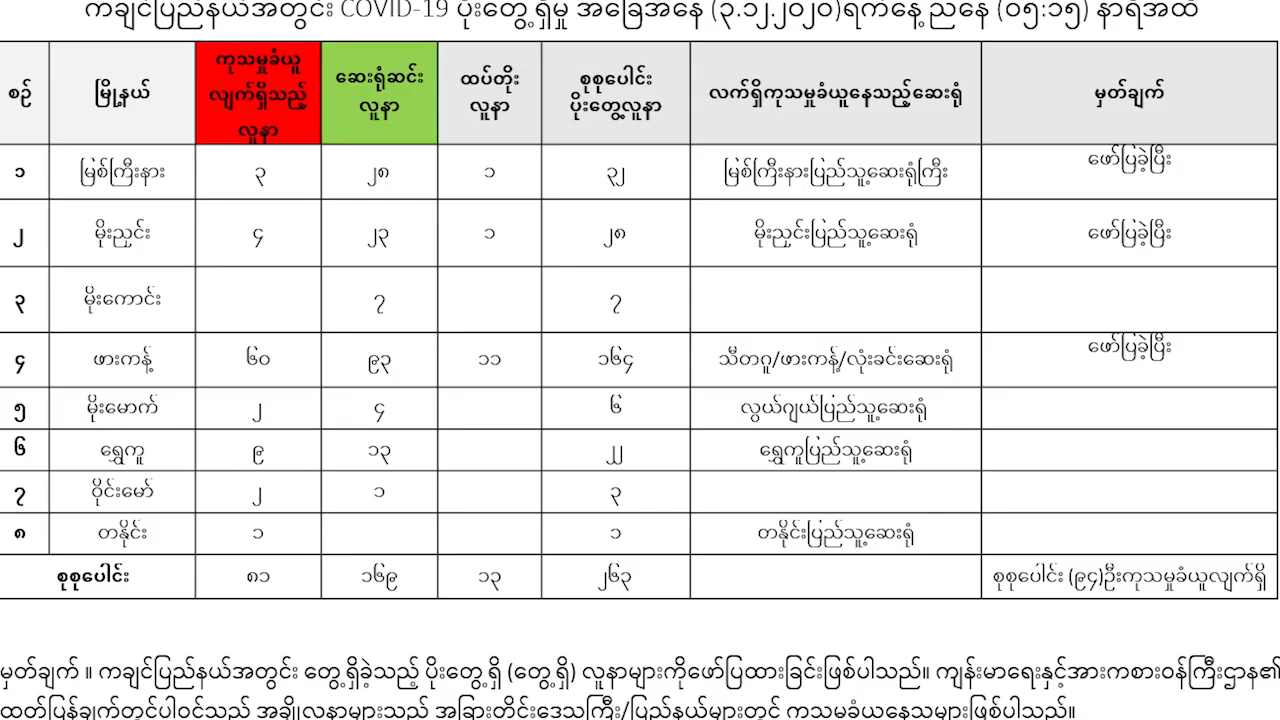 ကချင်ပြည်နယ်အတွင်း COVID-19 ပိုးတွေ့ရှိမှု အခြေအနေ (၃.၁၂.၂၀၂၀)ရက်နေ့ ညနေ (၀၅:၁၅) နာရီအထိ
စဉ် မြို့နယ် ကုသမှုခံယူလျက်ရှိသည့်လူနာ ဆေးရုံဆင်းလူနာ ထပ်တိုးလူနာ စုစုပေါင်းပိုးတွေ့လူနာ လက်ရှိကုသမှုခံယူနေသည့်ဆေးရုံ မှတ်ချက်
၁ မြစ်ကြီးနား ၃ ၂၈ ၁ ၃၂ မြစ်ကြီးနားပြည်သူ့ဆေးရုံကြီး ဖော်ပြခဲ့ပြီး
၂ မိုးညှင်း ၄ ၂၃ ၁ ၂၈ မိုးညှင်းပြည်သူ့ဆေးရုံ ဖော်ပြခဲ့ပြီး
၃ မိုးကောင်း ၇ ၇
၄ ဖားကန့် ၆၀ ၉၃ ၁၁ ၁၆၄ သီတဂူ/ဖားကန့်/လုံးခင်းဆေးရုံ ဖော်ပြခဲ့ပြီး
၅ မိုးမောက် ၂ ၄ ၆ လွယ်ဂျယ်ပြည်သူ့ဆေးရုံ
၆ ရွှေကူ ၉ ၁၃ ၂၂ ရွှေကူပြည်သူ့ဆေးရုံ
၇ ဝိုင်းမော် ၂ ၁ ၃
၈ တနိုင်း ၁ ၁ တနိုင်းပြည်သူ့ဆေးရုံ
စုစုပေါင်း ၈၁ ၁၆၉ ၁၃ ၂၆၃ စုစုပေါင်း (၉၄)ဦးကုသမှုခံယူလျက်ရှိ
မှတ်ချက် ။ ကချင်ပြည်နယ်အတွင်း တွေ့ရှိခဲ့သည့် ပိုးတွေ့ရှိ (တွေ့ရှိ) လူနာများကိုဖော်ပြထားခြင်းဖြစ်ပါသည်။ ကျန်းမာရေးနှင့်အားကစားဝန်ကြီးဌာန၏
ထုတ်ပြန်ချက်တွင်ပါဝင်သည့် အချို့လူနာများသည် အခြားတိုင်းဒေသကြီး/ပြည်နယ်များတွင် ကုသမှုခံယူနေသူများဖြစ်ပါသည်။